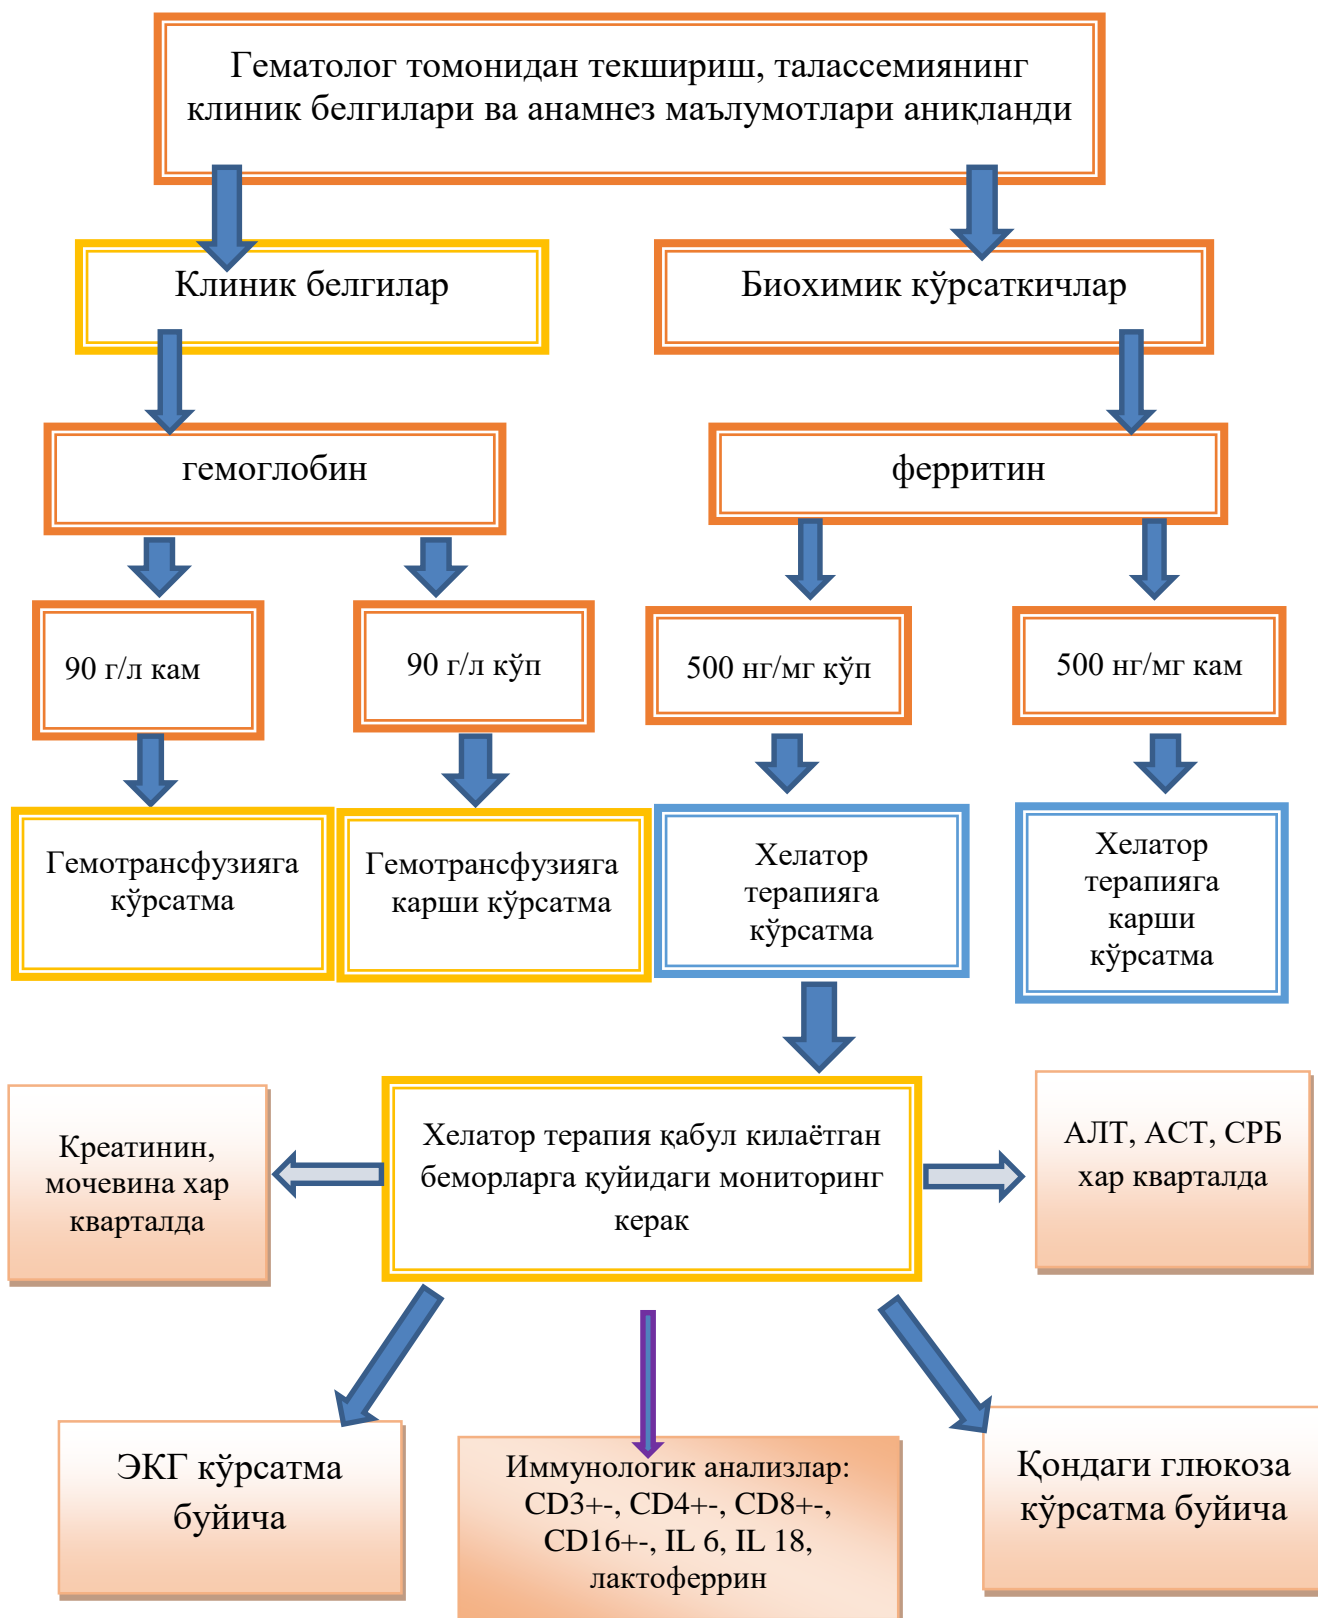 Гематолог томонидан текшириш, талассемиянинг
клиник белгилари ва анамнез маълумотлари аниқланди
Клиник белгилар
Биохимик кўрсаткичлар
гемоглобин
ферритин
90 г/л кам
90 г/л кўп
500 нг/мг кўп
500 нг/мг кам
Гемотрансфузияга
кўрсатма
Гемотрансфузияга
карши кўрсатма
Хелатор
терапияга
кўрсатма
Хелатор
терапияга
карши
кўрсатма
Креатинин,
мочевина хар
кварталда
Хелатор терапия қабул килаётган
беморларга қуйидаги мониторинг
керак
АЛТ, АСТ, СРБ
хар кварталда
ЭКГ кўрсатма
буйича
Иммунологик анализлар:
CD3+-, CD4+-, CD8+-,
CD16+-, IL 6, IL 18,
лактоферрин
Қондаги глюкоза
кўрсатма буйича